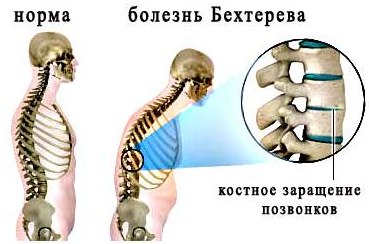 норма
болезнь Бехтерева
костное заращение
позвонков